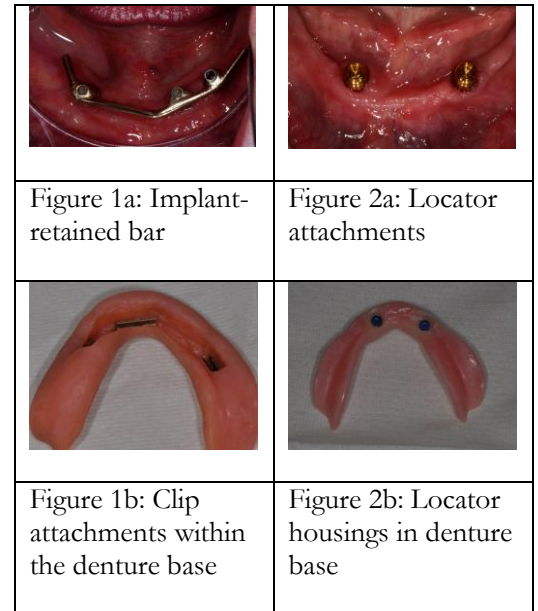 Figure 1a: Implant-
retained bar
Figure 2a: Locator
attachments
Figure 1b: Clip
attachments within
the denture base
Figure 2b: Locator
housings in denture
base